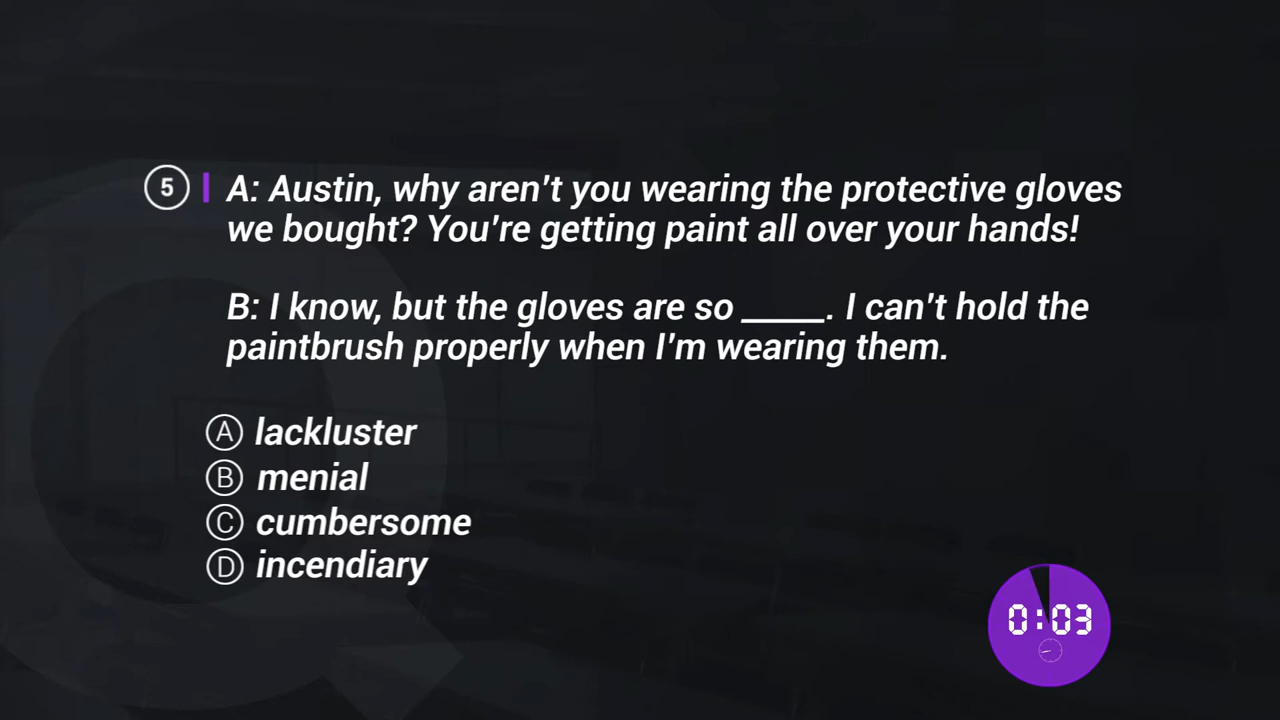 5 A: Austin, why aren't you wearing the protective gloves
we bought? You're getting paint all over your hands!
B: I know, but the gloves are so _____. I can't hold the
paintbrush properly when I'm wearing them.
A lackluster
B menial
C cumbersome
D incendiary
0:03